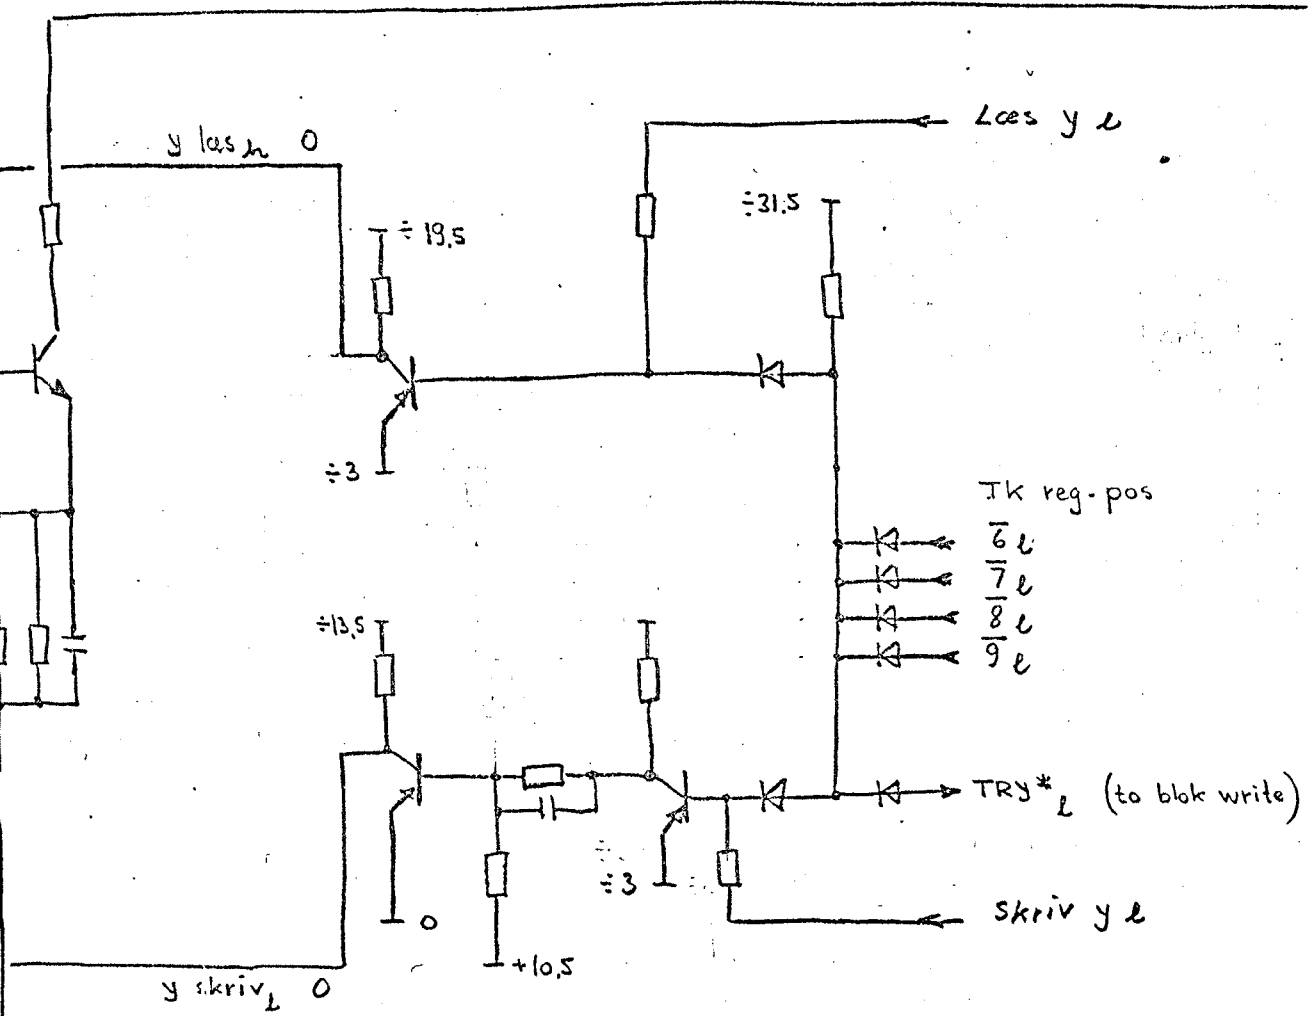 Læs y l
y læs h 0
÷31,5
÷19,5
÷3
TK reg-pos
6̅ l
7̅ l
8̅ l
9̅ l
÷13,5
TRY* l (to blok write)
÷3
Skriv y l
0
+10,5
y skriv l 0